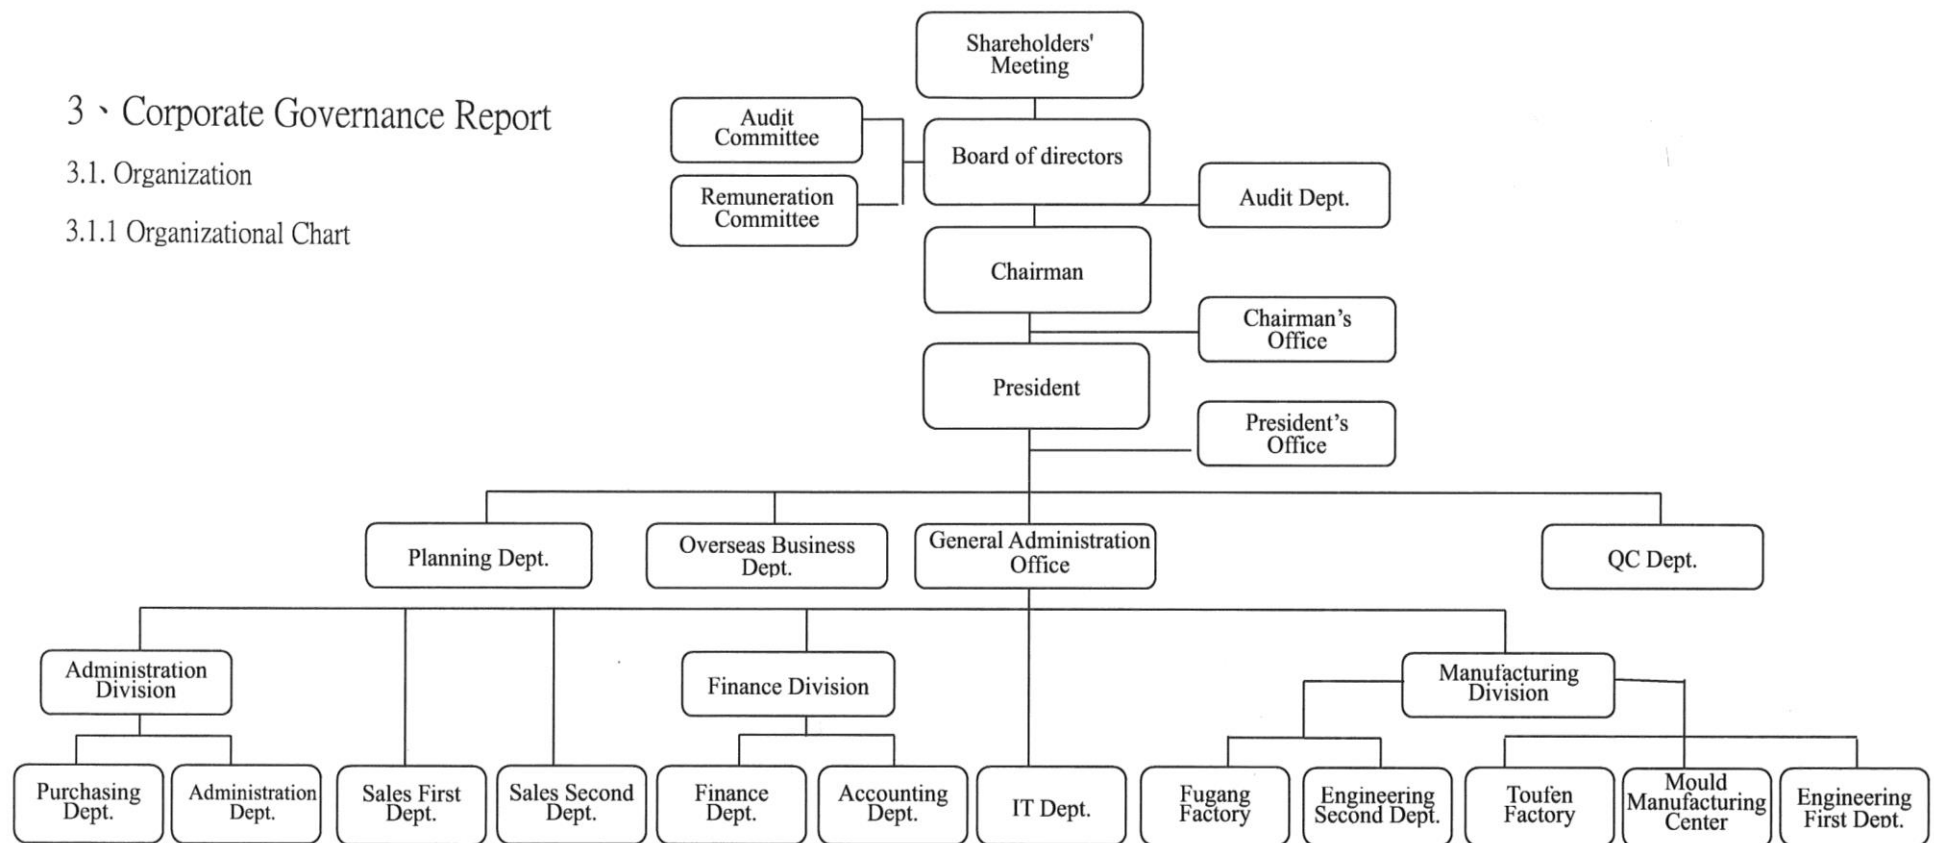 Shareholders'
Meeting
3、Corporate Governance Report
3.1. Organization
3.1.1 Organizational Chart
Audit
Committee
Remuneration
Committee
Board of directors
Audit Dept.
Chairman
Chairman’s
Office
President
President’s
Office
Planning Dept.
Overseas Business
Dept.
General Administration
Office
QC Dept.
Administration
Division
Finance Division
Manufacturing
Division
Purchasing
Dept.
Administration
Dept.
Sales First
Dept.
Sales Second
Dept.
Finance
Dept.
Accounting
Dept.
IT Dept.
Fugang
Factory
Engineering
Second Dept.
Toufen
Factory
Mould
Manufacturing
Center
Engineering
First Dept.